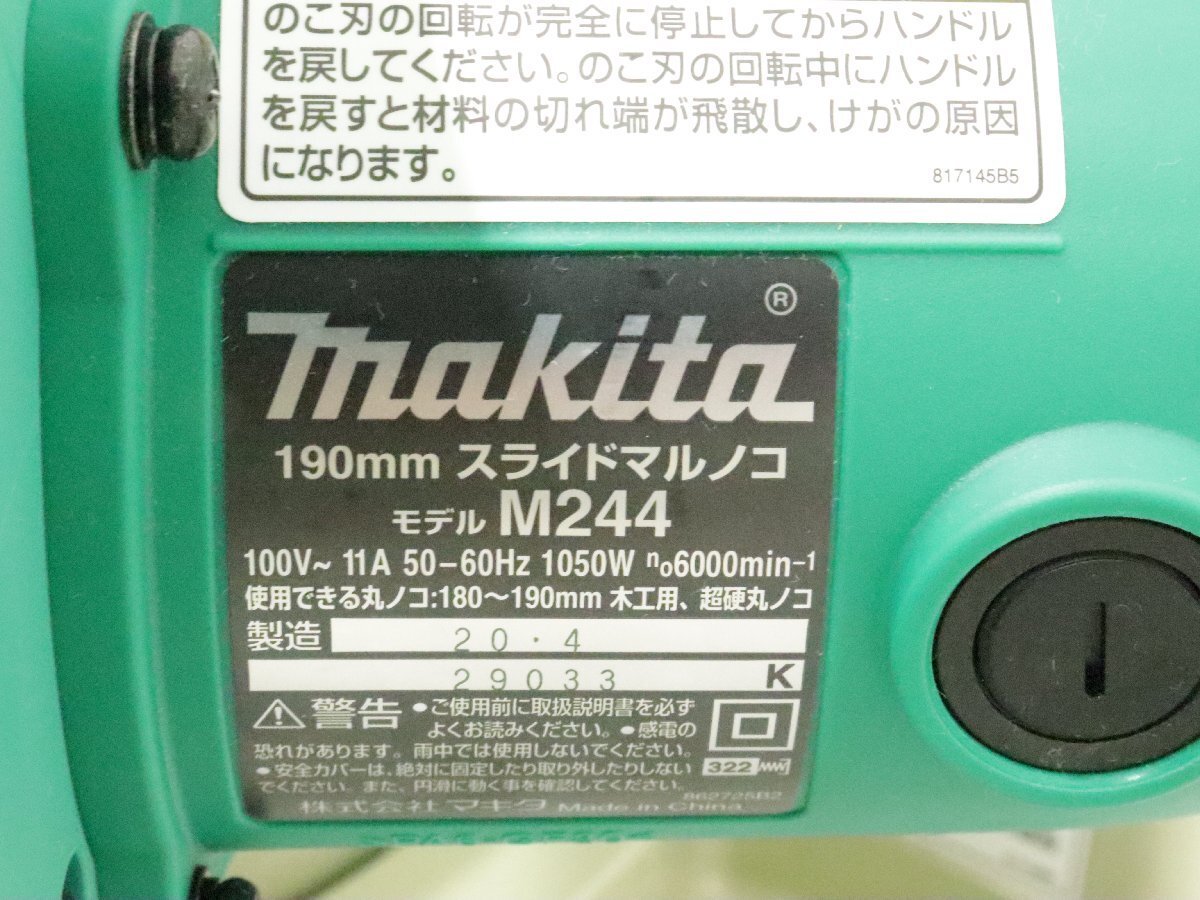 のこ刃の回転が完全に停止してからハンドル
を戻してください。のこ刃の回転中にハンドル
を戻すと材料の切れ端が飛散し、けがの原因
になります。
817145B5
makita®
190mm スライドマルノコ
モデル M244
100V~ 11A 50-60Hz 1050W n₀6000min⁻¹
使用できる丸ノコ:180～190mm 木工用、超硬丸ノコ
製造 20・4
29033 K
警告 ●ご使用前に取扱説明書を必ず
よくお読みください。●感電の
恐れがあります。雨中では使用しないでください。
●安全カバーは、絶対に固定したり取り外したりしない
でください。また、円滑に動く事を確認してください。
322
862725B2
株式会社マキタ Made in China